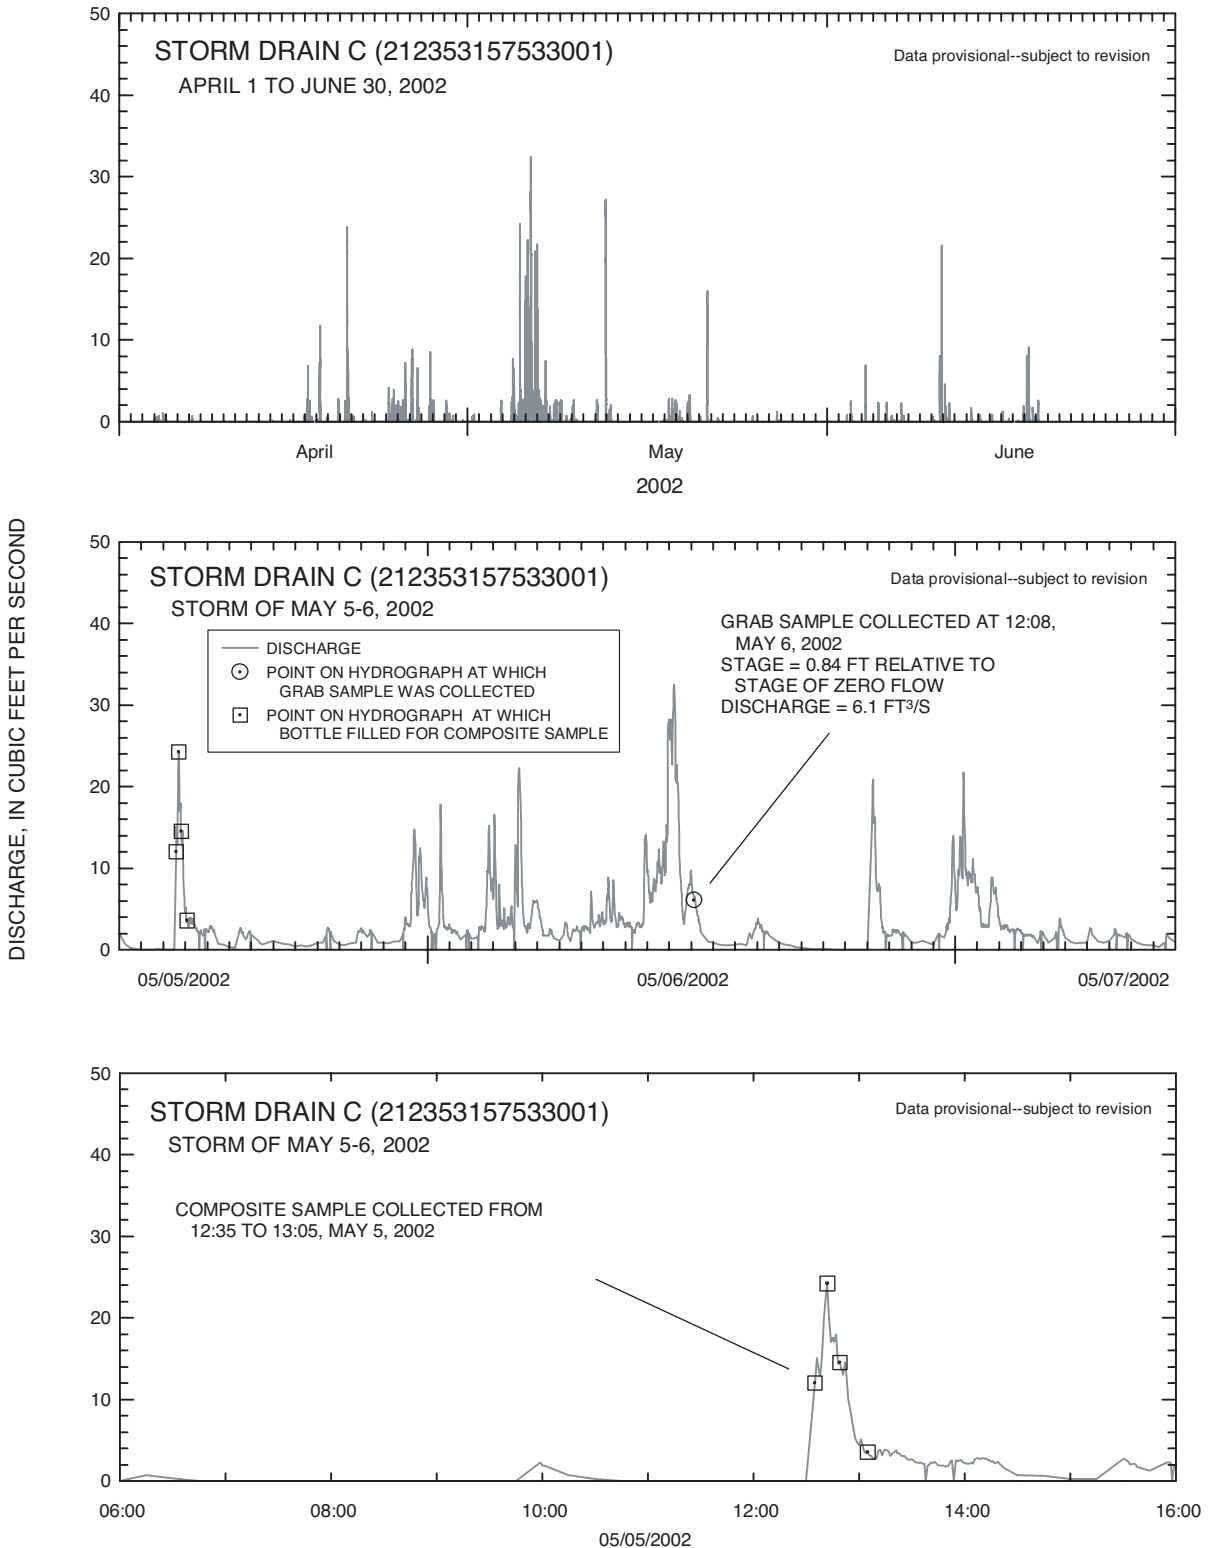 DISCHARGE, IN CUBIC FEET PER SECOND
50
STORM DRAIN C (212353157533001)
Data provisional--subject to revision
APRIL 1 TO JUNE 30, 2002
40
30
20
10
0
April
May
June
2002
50
STORM DRAIN C (212353157533001)
Data provisional--subject to revision
STORM OF MAY 5-6, 2002
DISCHARGE
POINT ON HYDROGRAPH AT WHICH
GRAB SAMPLE WAS COLLECTED
POINT ON HYDROGRAPH AT WHICH
BOTTLE FILLED FOR COMPOSITE SAMPLE
GRAB SAMPLE COLLECTED AT 12:08,
MAY 6, 2002
STAGE = 0.84 FT RELATIVE TO
STAGE OF ZERO FLOW
DISCHARGE = 6.1 FT³/S
40
30
20
10
0
05/05/2002
05/06/2002
05/07/2002
50
STORM DRAIN C (212353157533001)
Data provisional--subject to revision
STORM OF MAY 5-6, 2002
COMPOSITE SAMPLE COLLECTED FROM
12:35 TO 13:05, MAY 5, 2002
40
30
20
10
0
06:00
08:00
10:00
12:00
14:00
16:00
05/05/2002